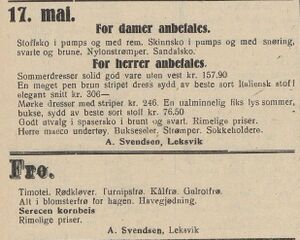 17. mai.
For damer anbefales.
Stoffsko i pumps og med rem. Skinnsko i pumps og med snøring,
svarte og brune. Nylonstrømper. Sandalsko.
For herrer anbefales.
Sommerdresser solid god vare uten vest kr. 157.90
En meget pen brun stripet dress sydd av beste sort Italiensk stoff
elegant snitt kr. 306—
Mørke dresser med striper kr. 246. En ualminnelig fiks lys sommer,
bukse, sydd av beste sort stoff kr. 76.50
Godt utvalg i spasersko i brunt og svart. Rimelige priser.
Herre maeco undertøy. Bukseseler, Strømper. Sokkeholdere.
A. Svendsen, Leksvik
Frø.
Timotei. Rødkløver. Turnipsfrø. Kålfrø. Gulrotfrø.
Alt i blomsterfrø for hagen. Havegjødning.
Serecen kornbeis
Rimelige priser.
A. Svendsen, Leksvik